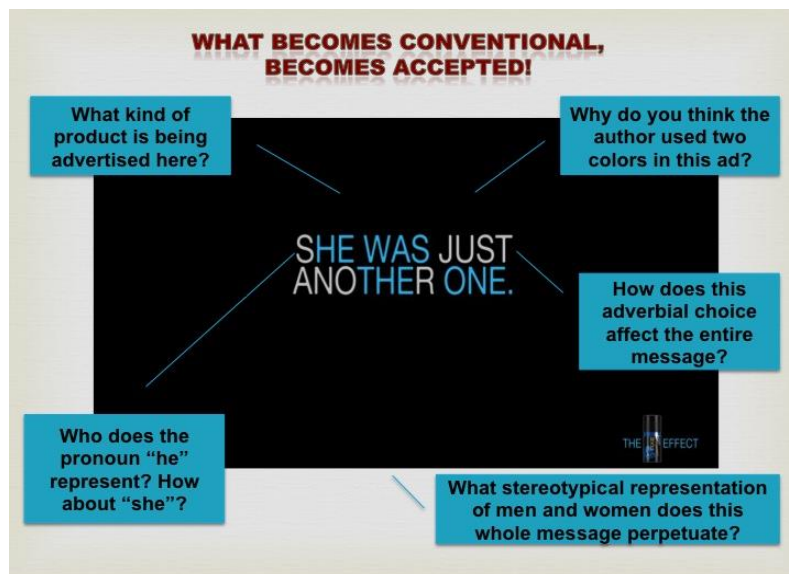 WHAT BECOMES CONVENTIONAL,
BECOMES ACCEPTED!
What kind of
product is being
advertised here?
Why do you think the
author used two
colors in this ad?
SHE WAS JUST
ANOTHER ONE.
How does this
adverbial choice
affect the entire
message?
THE EFFECT
Who does the
pronoun “he”
represent? How
about “she”?
What stereotypical representation
of men and women does this
whole message perpetuate?